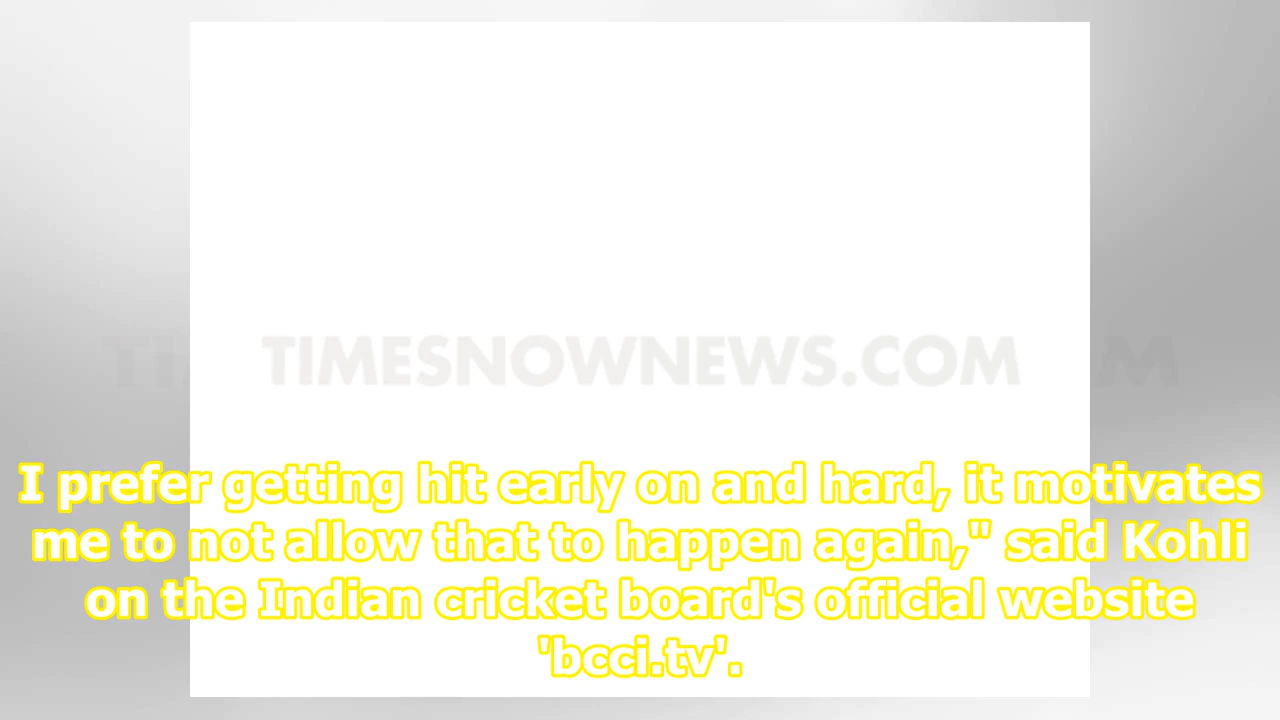 TIMESNOWNEWS.COM
I prefer getting hit early on and hard, it motivates
me to not allow that to happen again," said Kohli
on the Indian cricket board's official website
'bcci.tv'.